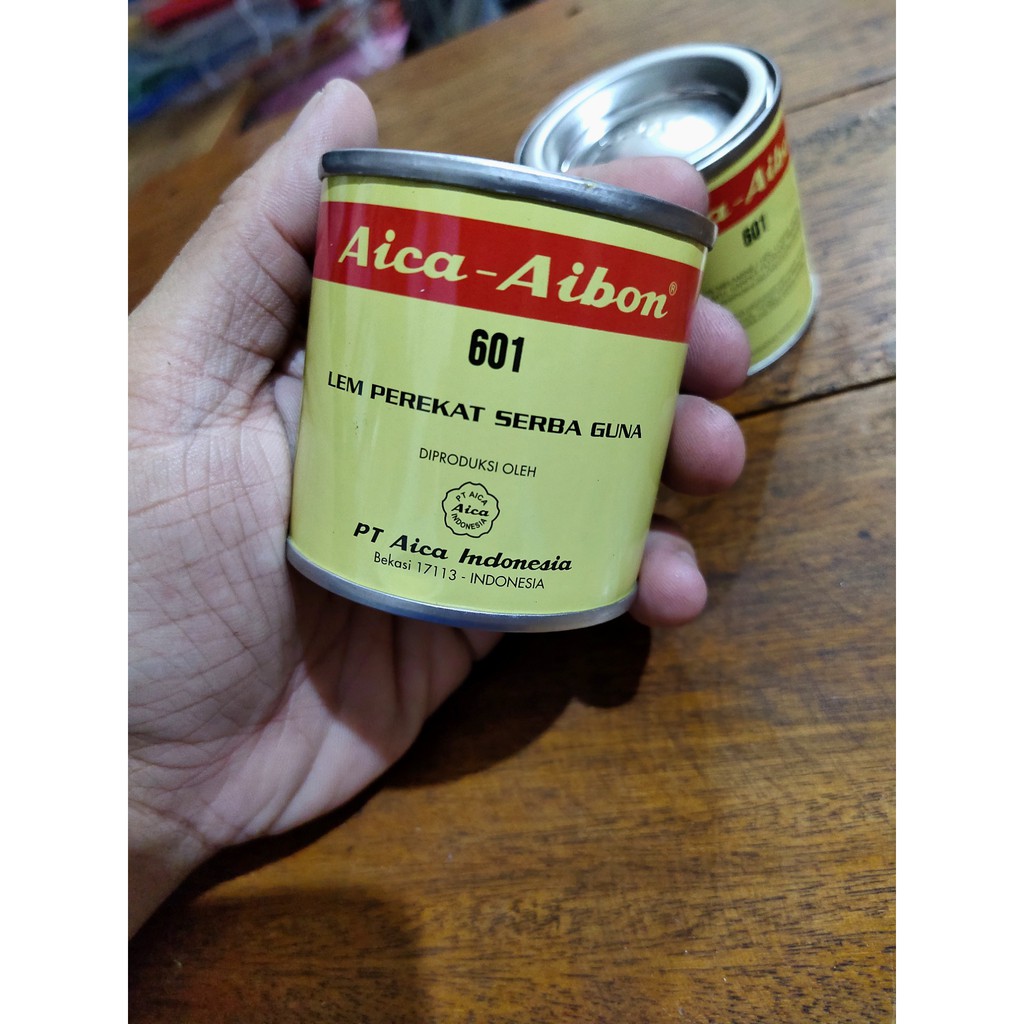 Aica-Aibon®
601
LEM PEREKAT SERBA GUNA
DIPRODUKSI OLEH
PT AICA
Aica
INDONESIA
PT Aica Indonesia
Bekasi 17113 - INDONESIA
601